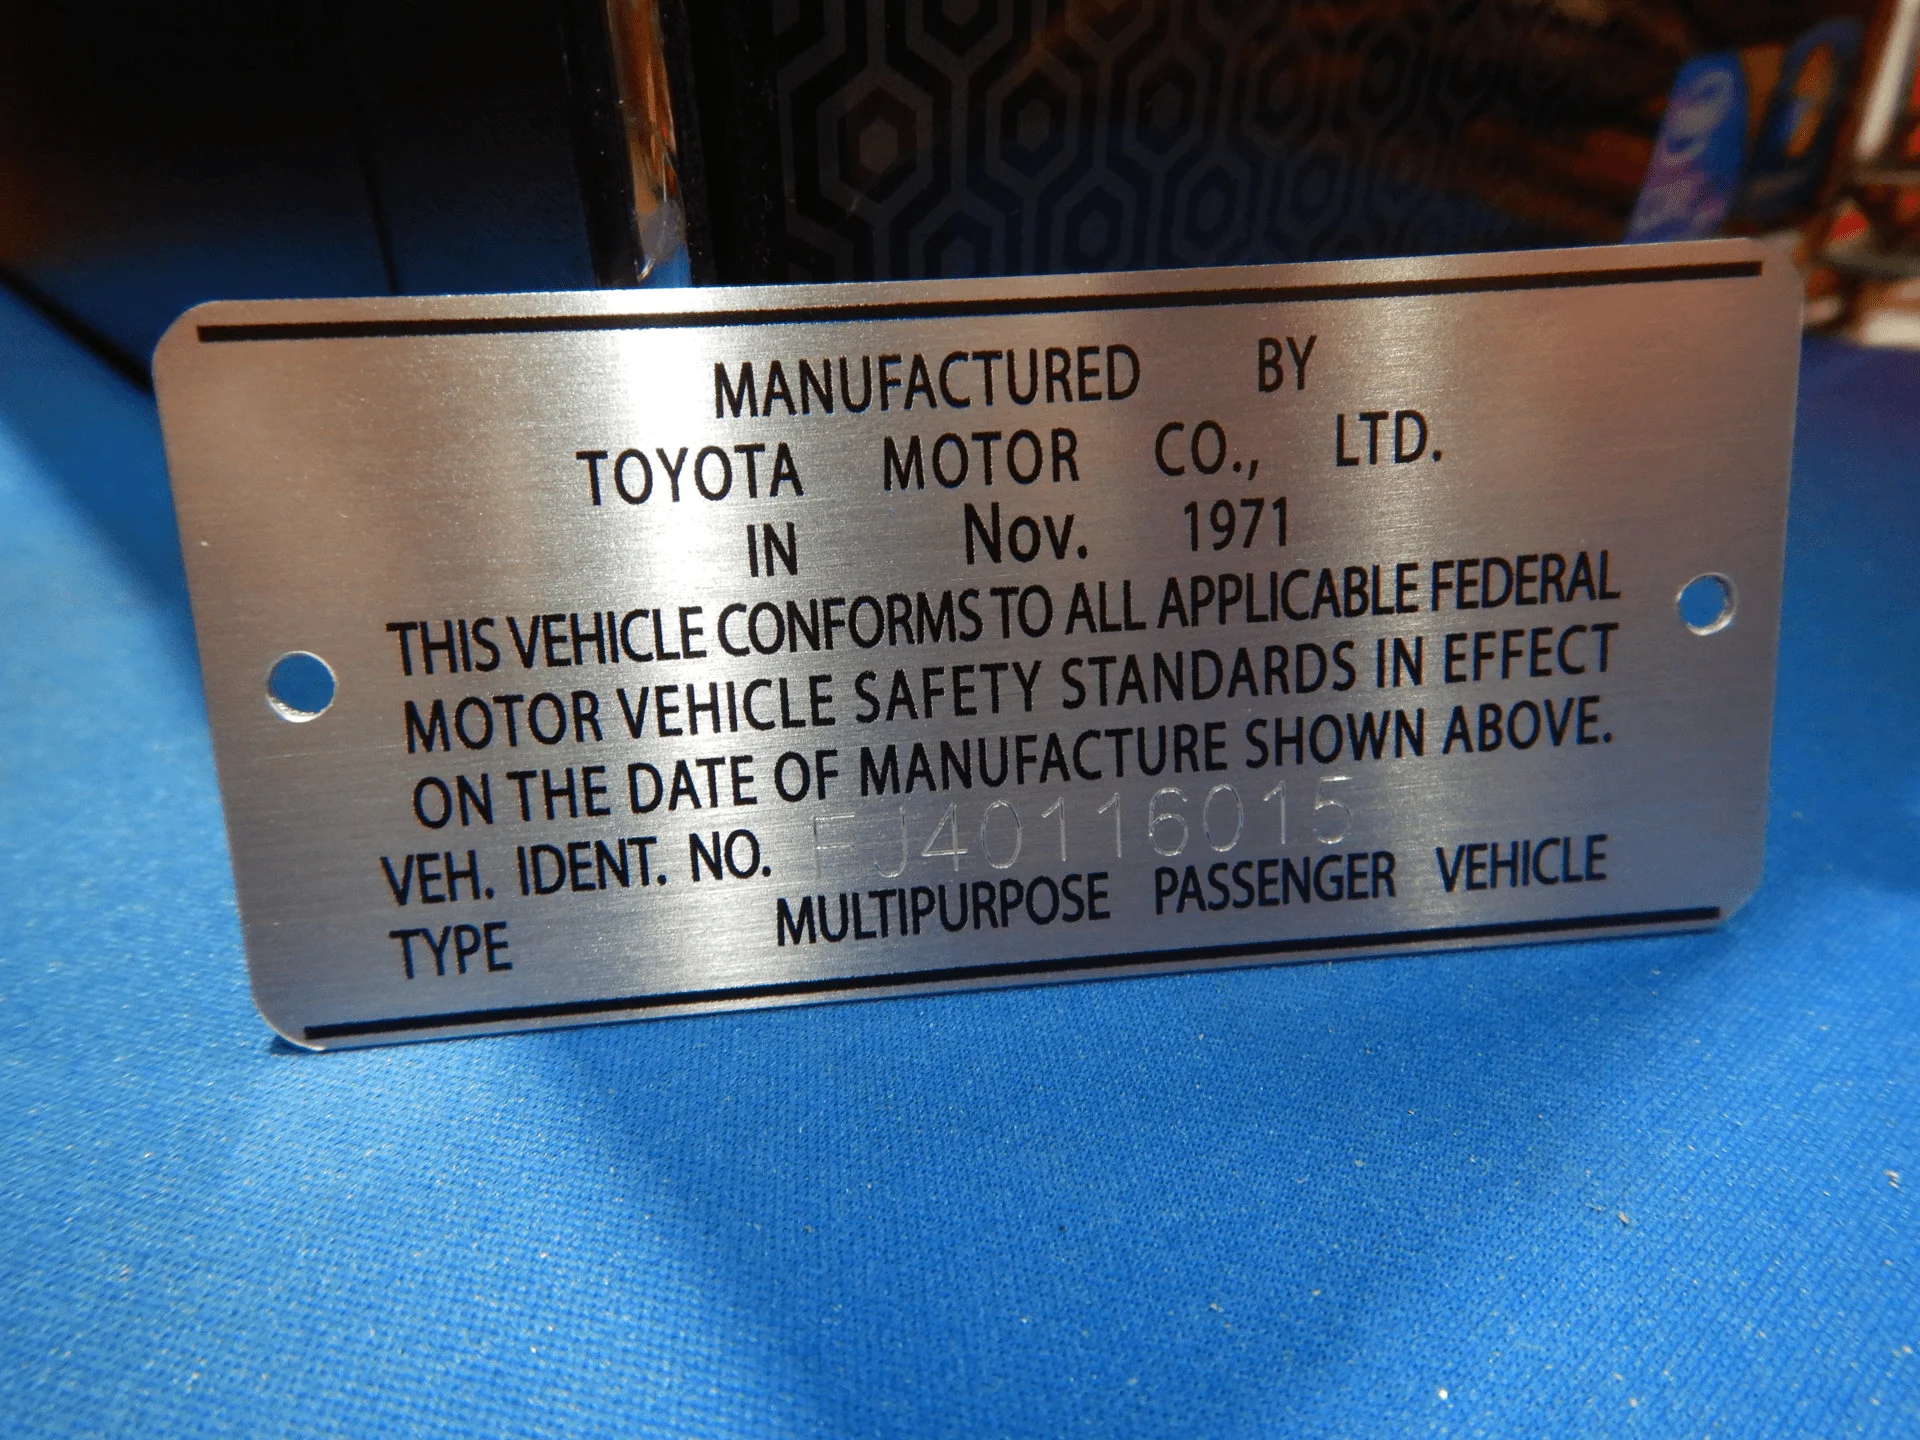 MANUFACTURED BY
TOYOTA MOTOR CO., LTD.
IN Nov. 1971
THIS VEHICLE CONFORMS TO ALL APPLICABLE FEDERAL
MOTOR VEHICLE SAFETY STANDARDS IN EFFECT
ON THE DATE OF MANUFACTURE SHOWN ABOVE.
VEH. IDENT. NO. FJ40116015
TYPE MULTIPURPOSE PASSENGER VEHICLE